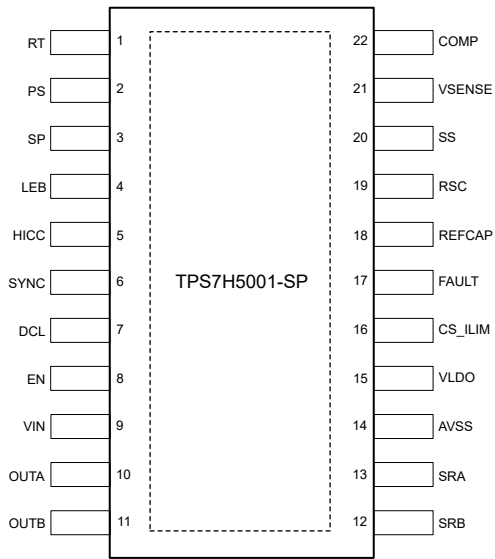 RT 1 22 COMP
PS 2 21 VSENSE
SP 3 20 SS
LEB 4 19 RSC
HICC 5 18 REFCAP
SYNC 6 TPS7H5001-SP 17 FAULT
DCL 7 16 CS_ILIM
EN 8 15 VLDO
VIN 9 14 AVSS
OUTA 10 13 SRA
OUTB 11 12 SRB